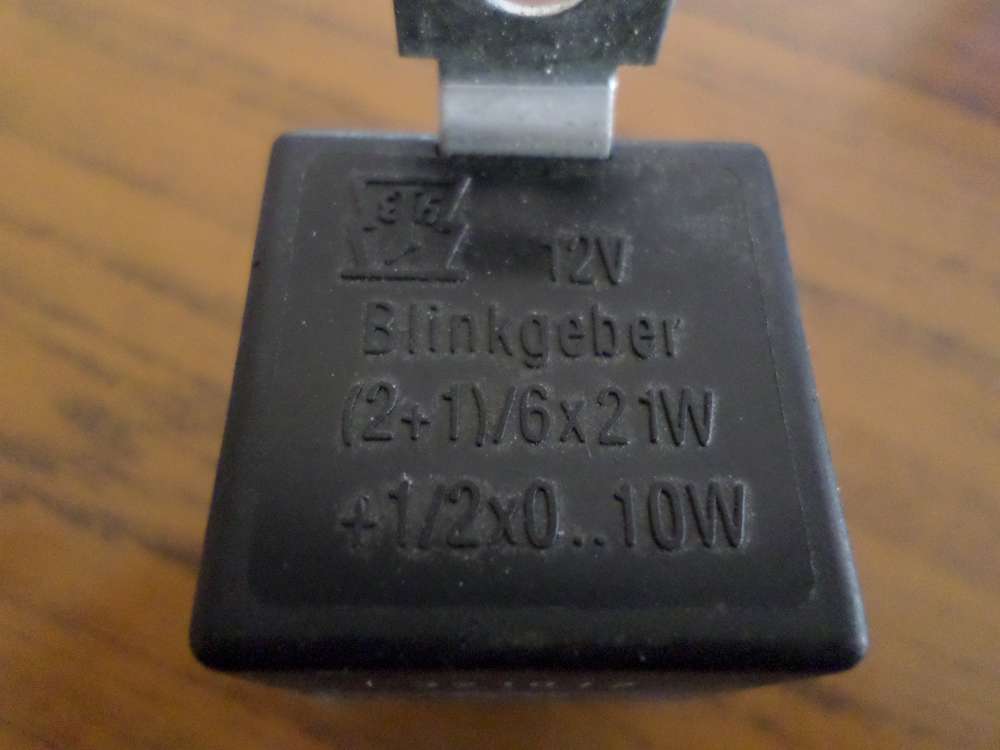 12V
Blinkgeber
(2+1)/6x21W
+1/2x0..10W